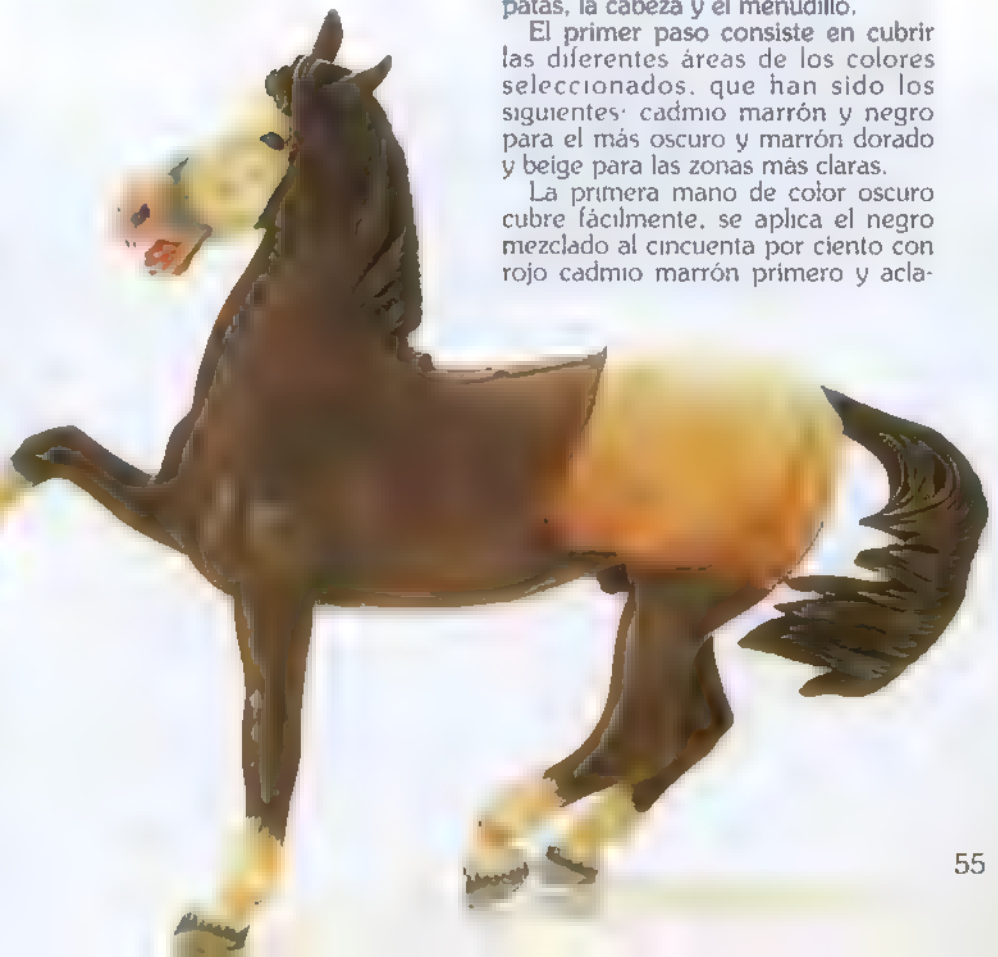 patas, la cabeza y el menudillo.
El primer paso consiste en cubrir
las diferentes áreas de los colores
seleccionados, que han sido los
siguientes: cadmio marrón y negro
para el más oscuro y marrón dorado
y beige para las zonas más claras.
La primera mano de color oscuro
cubre fácilmente, se aplica el negro
mezclado al cincuenta por ciento con
rojo cadmio marrón primero y acla-
55